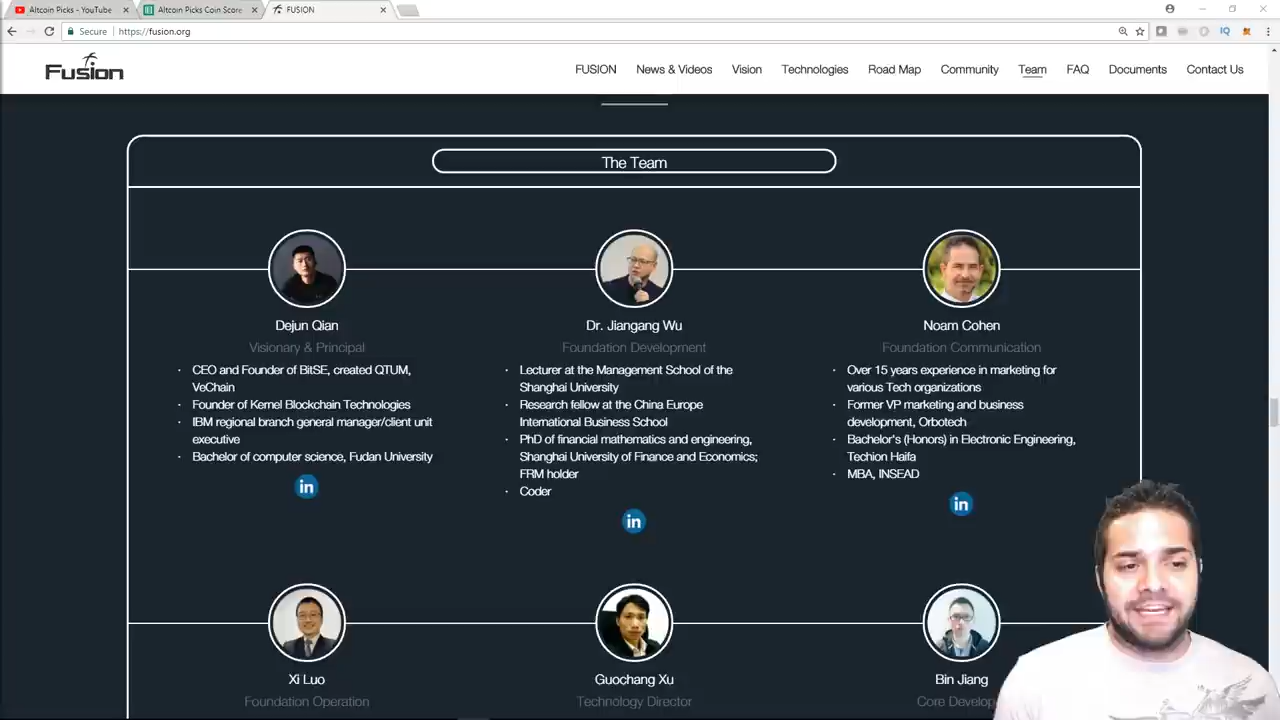 Altcoin Picks - YouTube
Altcoin Picks Coin Score
FUSION
Secure
https://fusion.org
IQ
Fusion
FUSION
News & Videos
Vision
Technologies
Road Map
Community
Team
FAQ
Documents
Contact Us
The Team
Dejun Qian
Visionary & Principal
· CEO and Founder of BitSE, created QTUM,
VeChain
· Founder of Kernel Blockchain Technologies
· IBM regional branch general manager/client unit
executive
· Bachelor of computer science, Fudan University
in
Dr. Jiangang Wu
Foundation Development
· Lecturer at the Management School of the
Shanghai University
· Research fellow at the China Europe
International Business School
· PhD of financial mathematics and engineering,
Shanghai University of Finance and Economics;
FRM holder
· Coder
in
Noam Cohen
Foundation Communication
· Over 15 years experience in marketing for
various Tech organizations
· Former VP marketing and business
development, Orbotech
· Bachelor's (Honors) in Electronic Engineering,
Techion Haifa
· MBA, INSEAD
in
Xi Luo
Foundation Operation
Guochang Xu
Technology Director
Bin Jiang
Core Develop